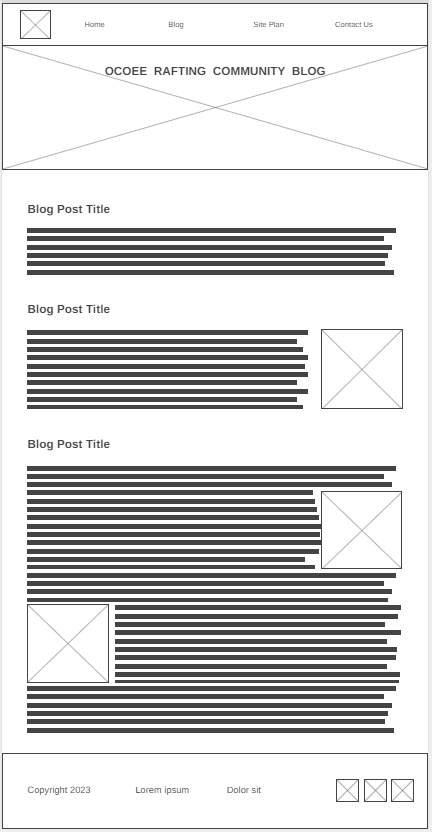 Home Blog Site Plan Contact Us
OCOEE RAFTING COMMUNITY BLOG
Blog Post Title
Blog Post Title
Blog Post Title
Copyright 2023 Lorem ipsum Dolor sit